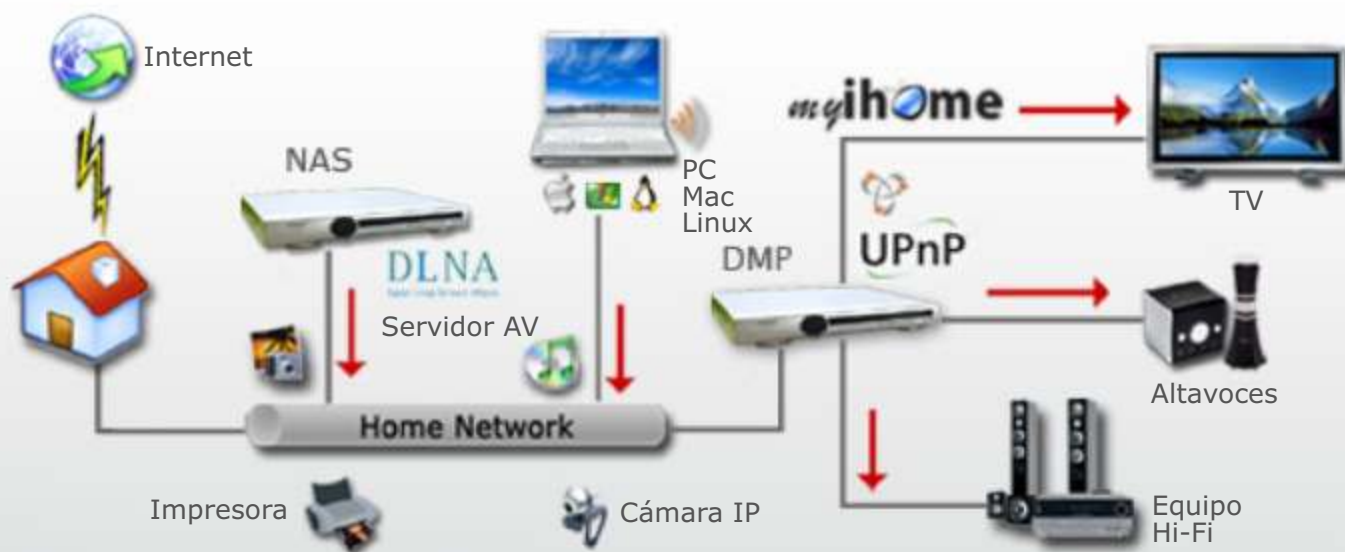 Internet
NAS
DLNA
Servidor AV
PC
Mac
Linux
myihome
UPnP
DMP
TV
Altavoces
Home Network
Impresora
Cámara IP
Equipo
Hi-Fi